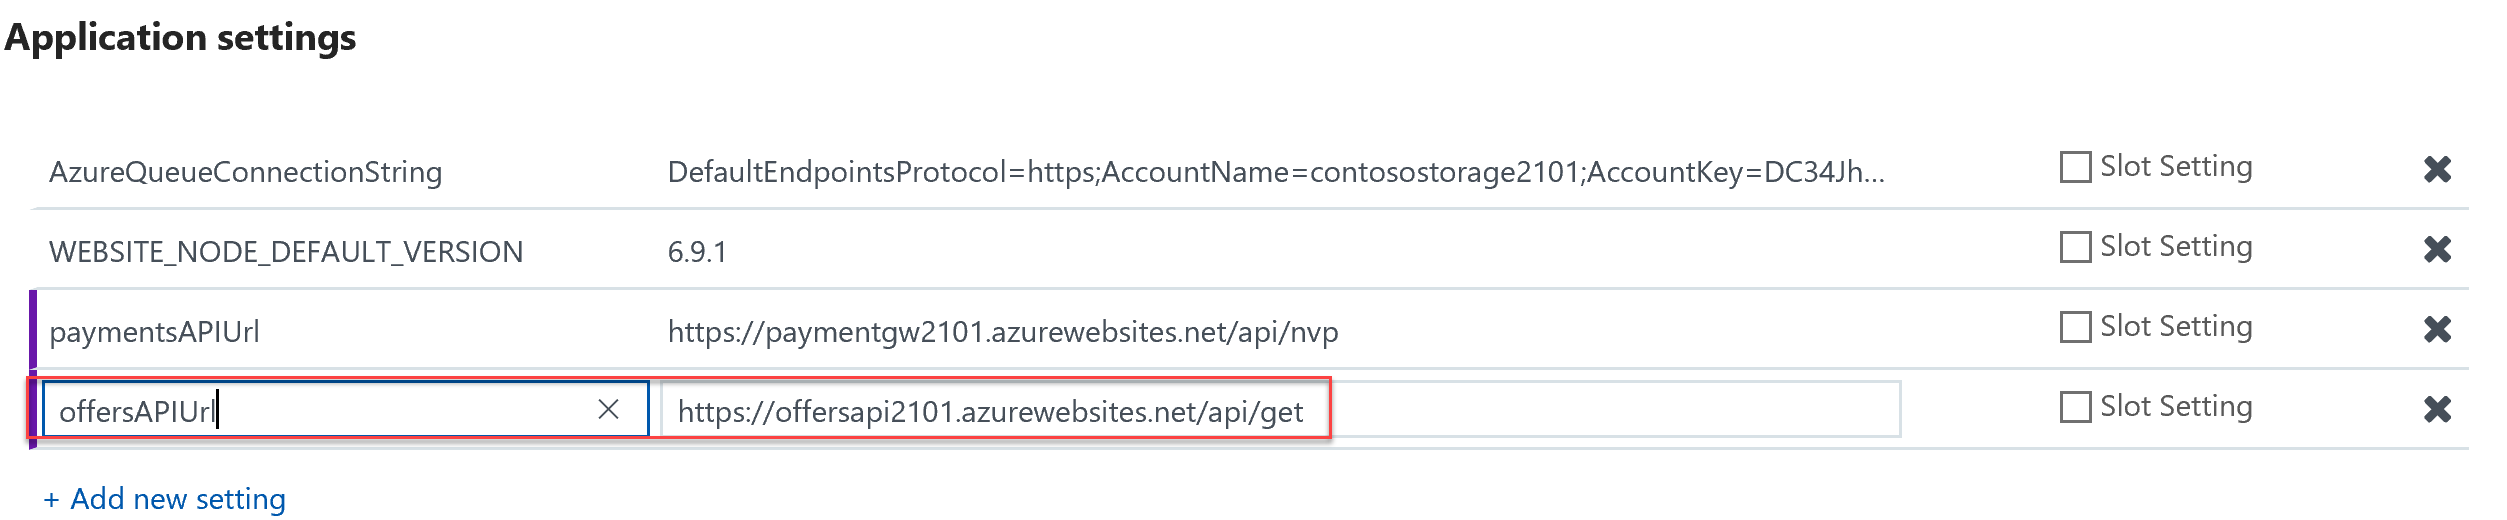 Application settings
AzureQueueConnectionString DefaultEndpointsProtocol=https;AccountName=contosostorage2101;AccountKey=DC34Jh... Slot Setting
WEBSITE_NODE_DEFAULT_VERSION 6.9.1 Slot Setting
paymentsAPIUrl https://paymentgw2101.azurewebsites.net/api/nvp Slot Setting
offersAPIUrl https://offersapi2101.azurewebsites.net/api/get Slot Setting
+ Add new setting